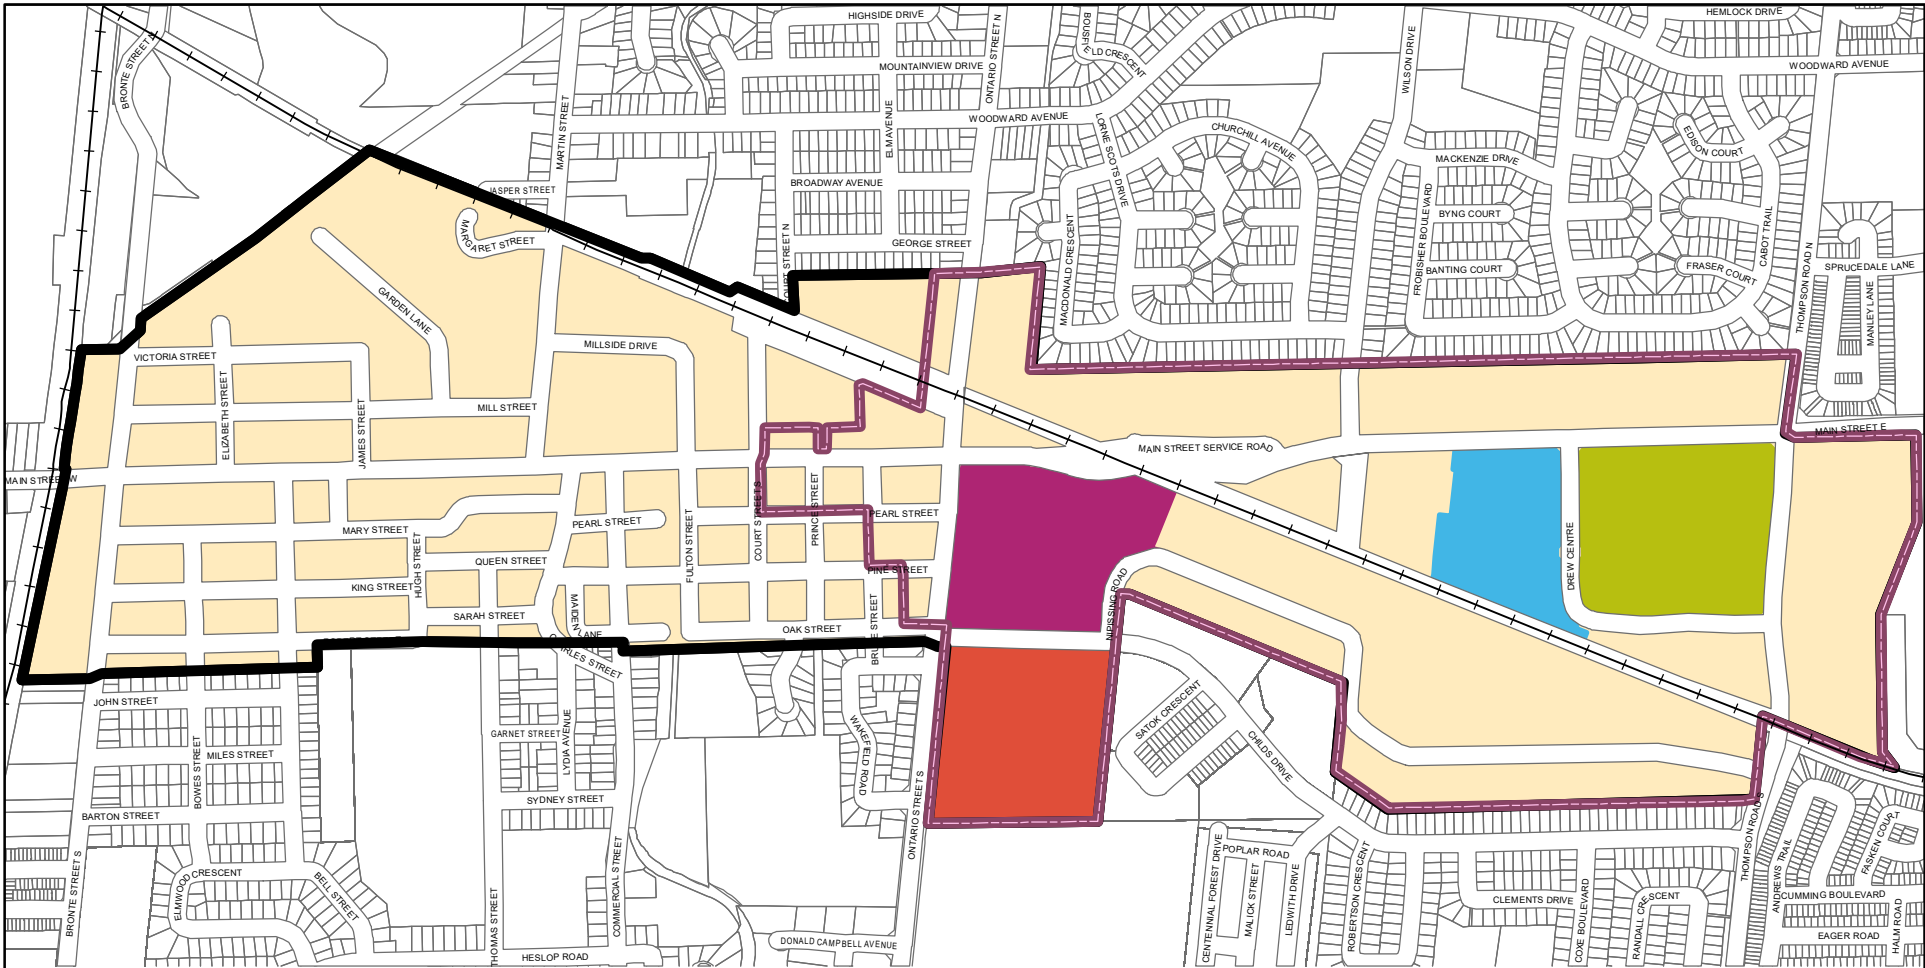 HIGHSIDE DRIVE
HEMLOCK DRIVE
BRONTE STREET N
ONTARIO STREET N
WILSON DRIVE
MOUNTAINVIEW DRIVE
WOODWARD AVENUE
MARTIN STREET
ELM AVENUE
WOODWARD AVENUE
LORNE SCOTS DRIVE
CHURCHILL AVENUE
EDISON COURT
MACKENZIE DRIVE
BROADWAY AVENUE
JASPER STREET
FROBISHER BOULEVARD
BYNG COURT
CABOT TRAIL
MARGARET STREET
COURT STREET N
GEORGE STREET
MACDONALD CRESCENT
BANTING COURT
FRASER COURT
THOMPSON ROAD N
SPRUCEDALE LANE
MANLEY LANE
GARDEN LANE
VICTORIA STREET
MILLSIDE DRIVE
ELIZABETH STREET
JAMES STREET
MILL STREET
MAIN STREET E
MAIN STREET SERVICE ROAD
MAIN STREET W
COURT STREET S
PRINCE STREET
PEARL STREET
PEARL STREET
MARY STREET
FULTON STREET
HUGH STREET
QUEEN STREET
PINE STREET
DREW CENTRE
KING STREET
NIPISSING ROAD
MAIDEN LANE
SARAH STREET
OAK STREET
BRUCE STREET
CHARLES STREET
JOHN STREET
SATOK CRESCENT
CHILDS DRIVE
WAKEFIELD ROAD
LYDIA AVENUE
GARNET STREET
BOWES STREET
MILES STREET
ONTARIO STREET S
SYDNEY STREET
BARTON STREET
THOMPSON ROAD S
ANDREWS TRAIL
FASKEN COURT
BRONTE STREET S
ELMWOOD CRESCENT
BELL STREET
COMMERCIAL STREET
THOMAS STREET
CENTENNIAL FOREST DRIVE
POPLAR ROAD
MALICK STREET
LEDWITH DRIVE
ROBERTSON CRESCENT
CLEMENTS DRIVE
COXE BOULEVARD
RANDALL CRESCENT
CUMMING BOULEVARD
EAGER ROAD
HALM ROAD
DONALD CAMPBELL AVENUE
HESLOP ROAD